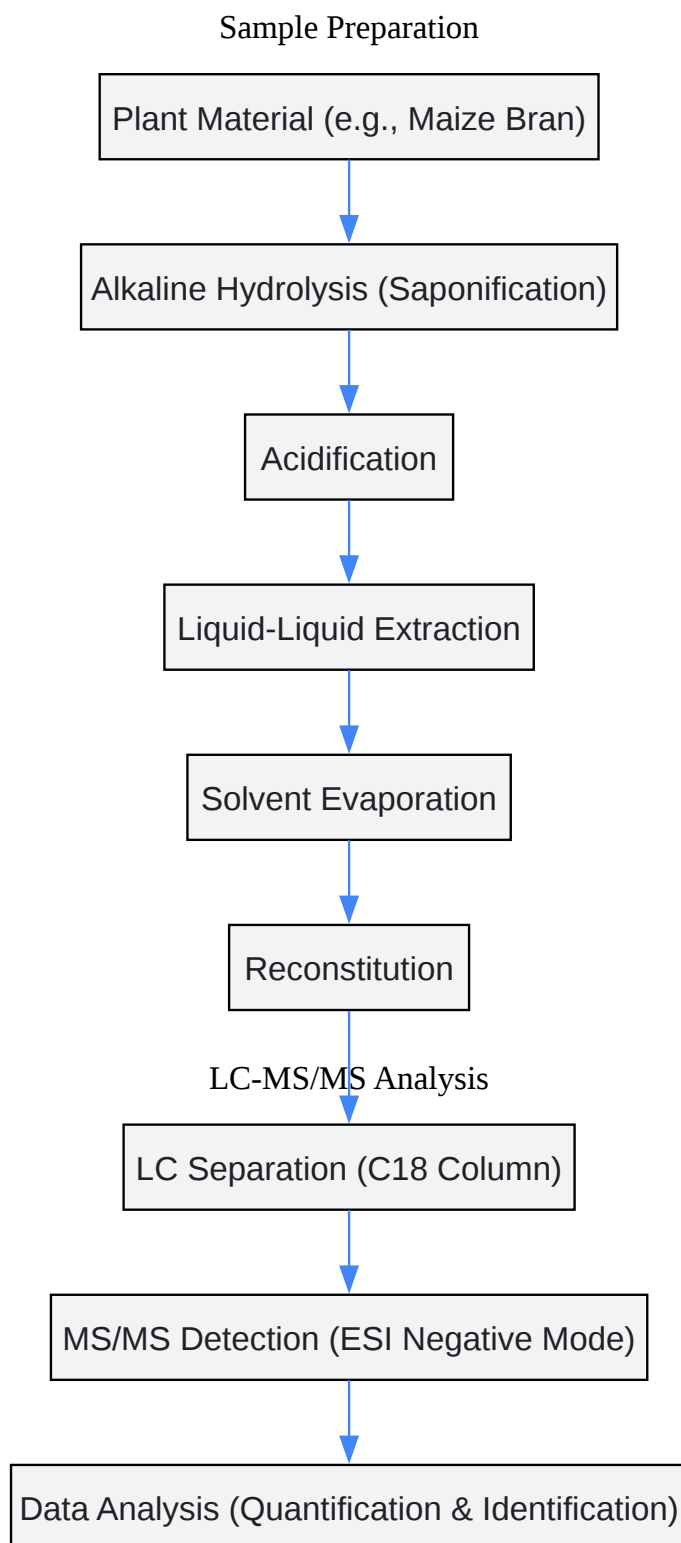 Sample Preparation
Plant Material (e.g., Maize Bran)
Alkaline Hydrolysis (Saponification)
Acidification
Liquid-Liquid Extraction
Solvent Evaporation
Reconstitution
LC-MS/MS Analysis
LC Separation (C18 Column)
MS/MS Detection (ESI Negative Mode)
Data Analysis (Quantification & Identification)